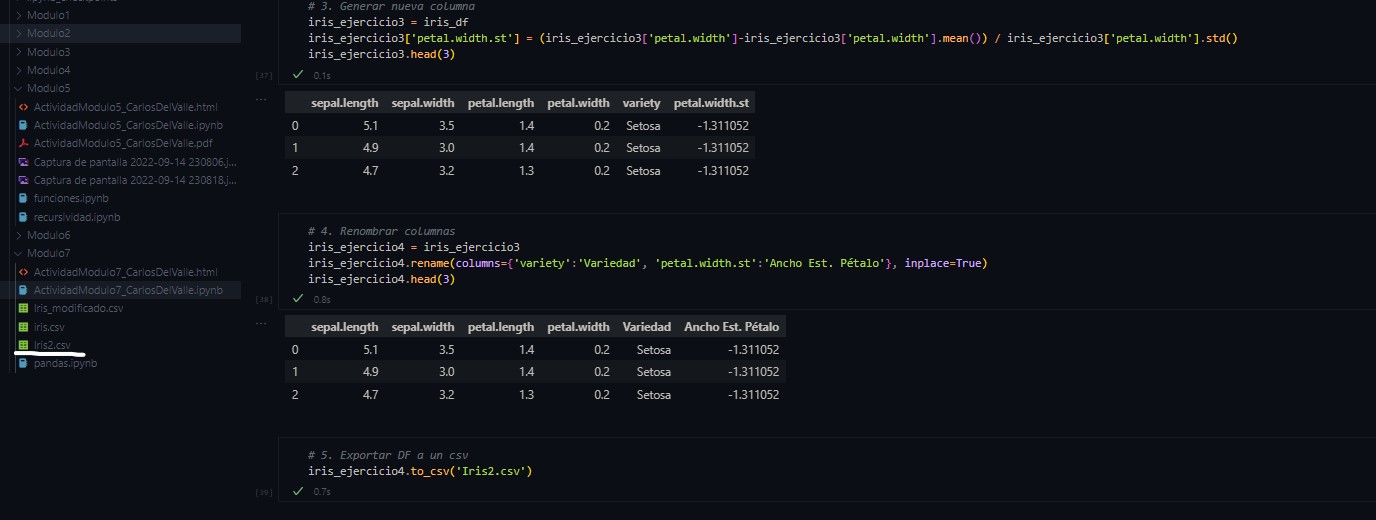 Modulo1
Modulo2
Modulo3
Modulo4
Modulo5
ActividadModulo5_CarlosDelValle.html
ActividadModulo5_CarlosDelValle.ipynb
ActividadModulo5_CarlosDelValle.pdf
Captura de pantalla 2022-09-14 230806.j...
Captura de pantalla 2022-09-14 230818.j...
funciones.ipynb
recursividad.ipynb
Modulo6
Modulo7
ActividadModulo7_CarlosDelValle.html
ActividadModulo7_CarlosDelValle.ipynb
Iris_modificado.csv
iris.csv
Iris2.csv
pandas.ipynb
# 3. Generar nueva columna
iris_ejercicio3 = iris_df
iris_ejercicio3['petal.width.st'] = (iris_ejercicio3['petal.width']-iris_ejercicio3['petal.width'].mean()) / iris_ejercicio3['petal.width'].std()
iris_ejercicio3.head(3)
[37] 0.1s
... sepal.length sepal.width petal.length petal.width variety petal.width.st
0 5.1 3.5 1.4 0.2 Setosa -1.311052
1 4.9 3.0 1.4 0.2 Setosa -1.311052
2 4.7 3.2 1.3 0.2 Setosa -1.311052
# 4. Renombrar columnas
iris_ejercicio4 = iris_ejercicio3
iris_ejercicio4.rename(columns={'variety':'Variedad', 'petal.width.st':'Ancho Est. Pétalo'}, inplace=True)
iris_ejercicio4.head(3)
[38] 0.8s
... sepal.length sepal.width petal.length petal.width Variedad Ancho Est. Pétalo
0 5.1 3.5 1.4 0.2 Setosa -1.311052
1 4.9 3.0 1.4 0.2 Setosa -1.311052
2 4.7 3.2 1.3 0.2 Setosa -1.311052
# 5. Exportar DF a un csv
iris_ejercicio4.to_csv('Iris2.csv')
[39] 0.7s